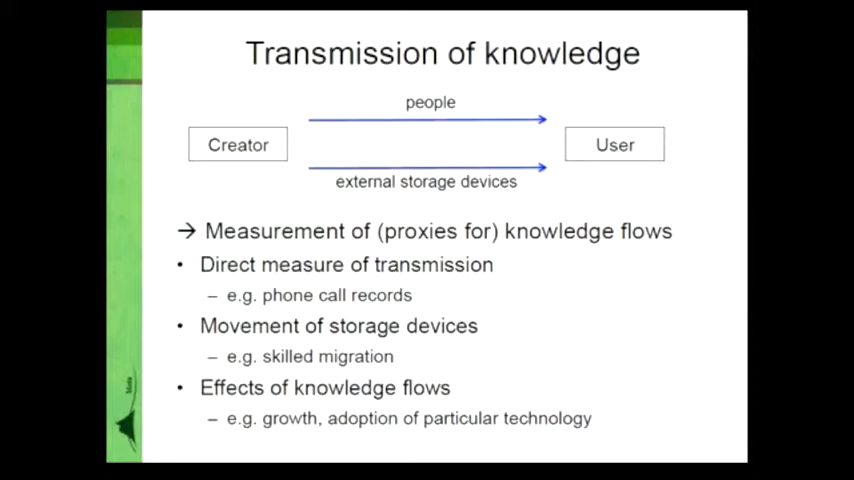 Transmission of knowledge
people
Creator
User
external storage devices
→ Measurement of (proxies for) knowledge flows
• Direct measure of transmission
– e.g. phone call records
• Movement of storage devices
– e.g. skilled migration
• Effects of knowledge flows
– e.g. growth, adoption of particular technology
Motu